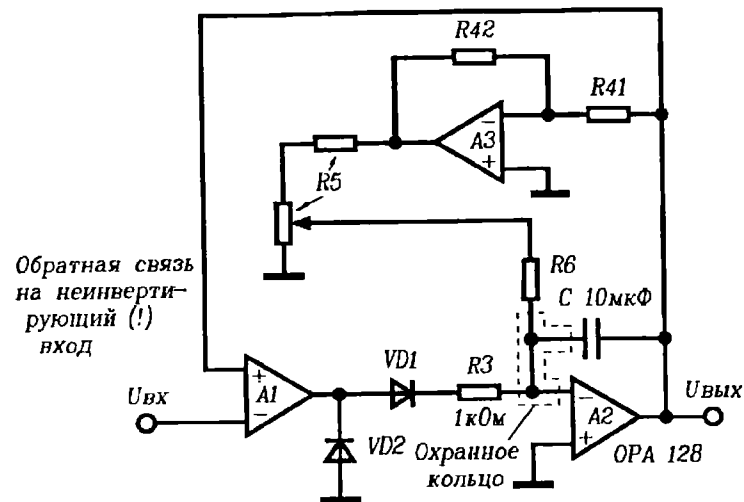 R42
R41
−
A3
+
R5
Обратная связь
на неинверти-
рующий (!)
вход
R6
С 10мкФ
VD1
R3
+
A1
−
Uвх
1кОм
−
A2
+
Uвых
VD2
Охранное
кольцо
ОРА 128